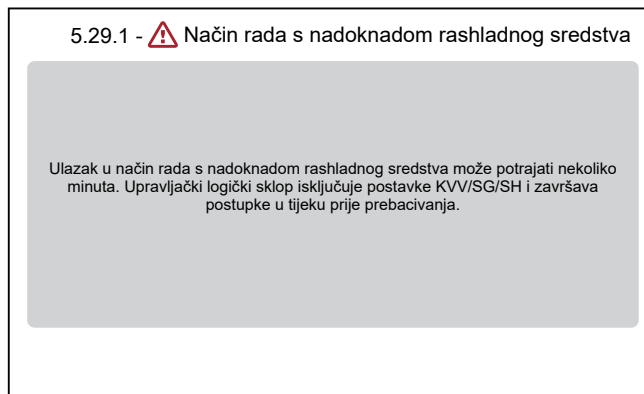 5.29.1 - Način rada s nadoknadom rashladnog sredstva
Ulazak u način rada s nadoknadom rashladnog sredstva može potrajati nekoliko
minuta. Upravljački logički sklop isključuje postavke KVV/SG/SH i završava
postupke u tijeku prije prebacivanja.